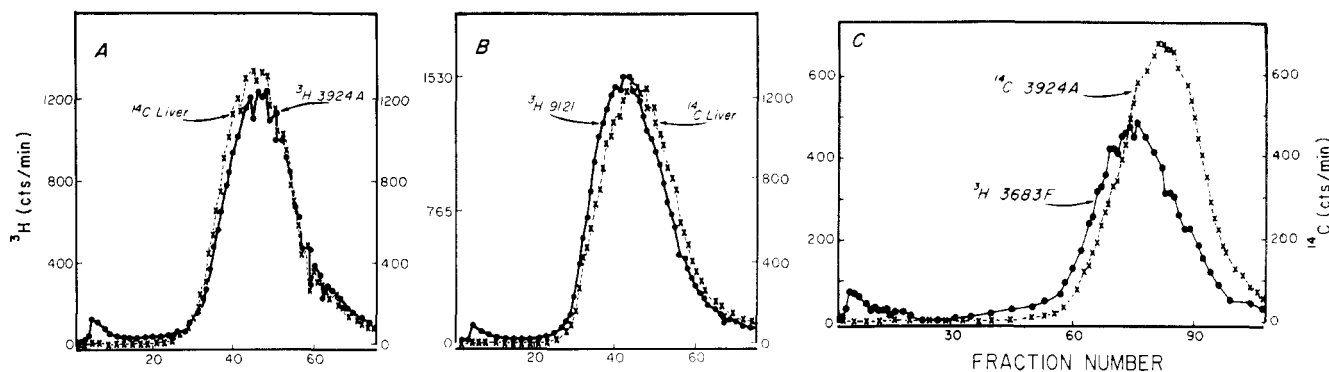 A
B
C
³H (cts/min)
1200
800
400
0
20
40
60
1200
800
400
0
¹⁴C Liver
³H 3924A
1530
765
0
20
40
60
1200
800
400
0
³H 9121
¹⁴C Liver
600
400
200
0
30
60
90
600
400
200
0
¹⁴C 3924A
³H 3683F
¹⁴C (cts/min)
FRACTION NUMBER